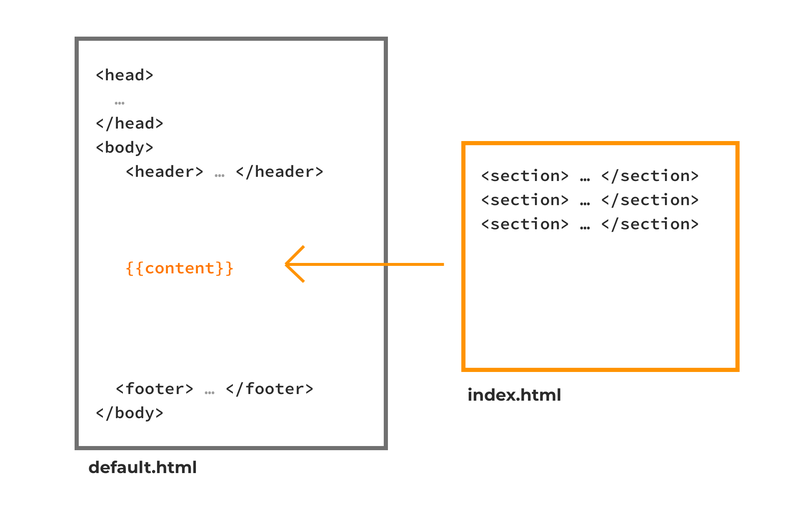 <head>
…
</head>
<body>
<header> … </header>
{{content}}
<footer> … </footer>
</body>
default.html
<section> … </section>
<section> … </section>
<section> … </section>
index.html